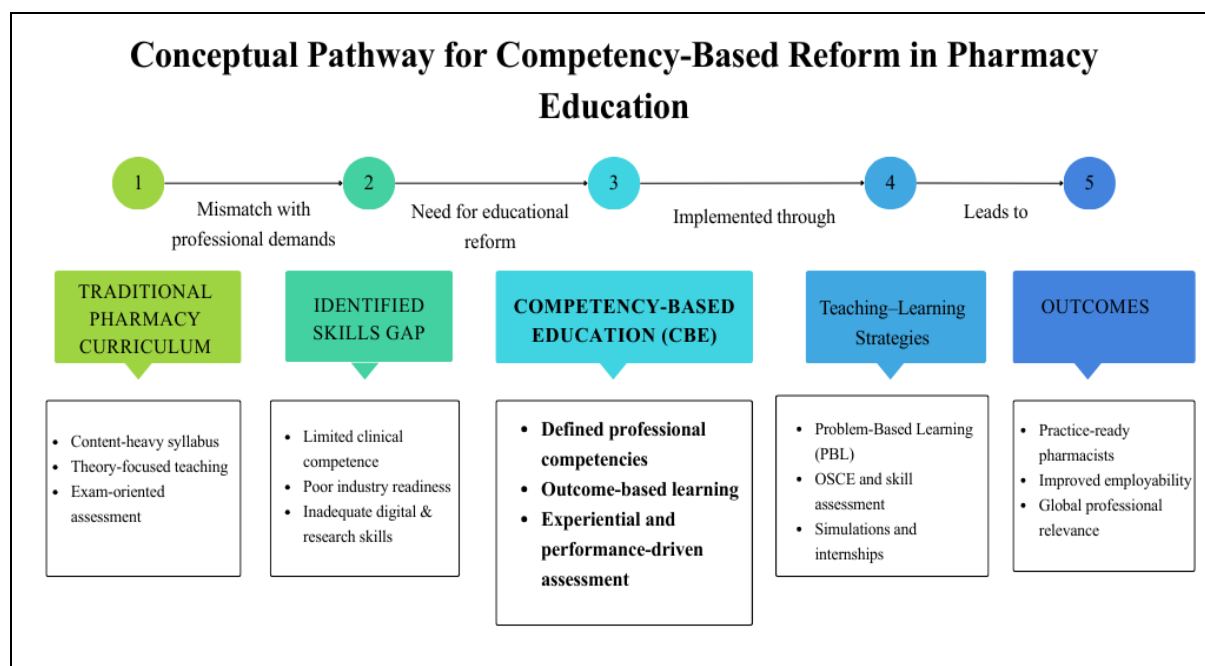 Conceptual Pathway for Competency-Based Reform in Pharmacy
Education
1
2
3
4
5
Mismatch with
professional demands
Need for educational
reform
Implemented through
Leads to
TRADITIONAL
PHARMACY
CURRICULUM
• Content-heavy syllabus
• Theory-focused teaching
• Exam-oriented
assessment
IDENTIFIED
SKILLS GAP
• Limited clinical
competence
• Poor industry readiness
• Inadequate digital &
research skills
COMPETENCY-BASED
EDUCATION (CBE)
• Defined professional
competencies
• Outcome-based learning
• Experiential and
performance-driven
assessment
Teaching–Learning
Strategies
• Problem-Based Learning
(PBL)
• OSCE and skill
assessment
• Simulations and
internships
OUTCOMES
• Practice-ready
pharmacists
• Improved employability
• Global professional
relevance